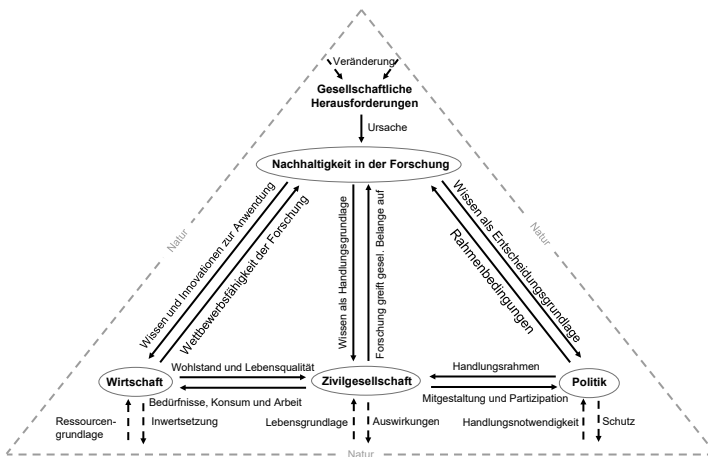 Veränderung
Gesellschaftliche
Herausforderungen
Ursache
Nachhaltigkeit in der Forschung
Natur
Natur
Wissen und Innovationen zur Anwendung
Wettbewerbsfähigkeit der Forschung
Wissen als Handlungsgrundlage
Forschung greift gesel. Belange auf
Wissen als Entscheidungsgrundlage
Rahmenbedingungen
Wohlstand und Lebensqualität
Handlungsrahmen
Wirtschaft
Zivilgesellschaft
Politik
Bedürfnisse, Konsum und Arbeit
Mitgestaltung und Partizipation
Ressourcen-
grundlage
Inwertsetzung
Lebensgrundlage
Auswirkungen
Handlungsnotwendigkeit
Schutz
Natur